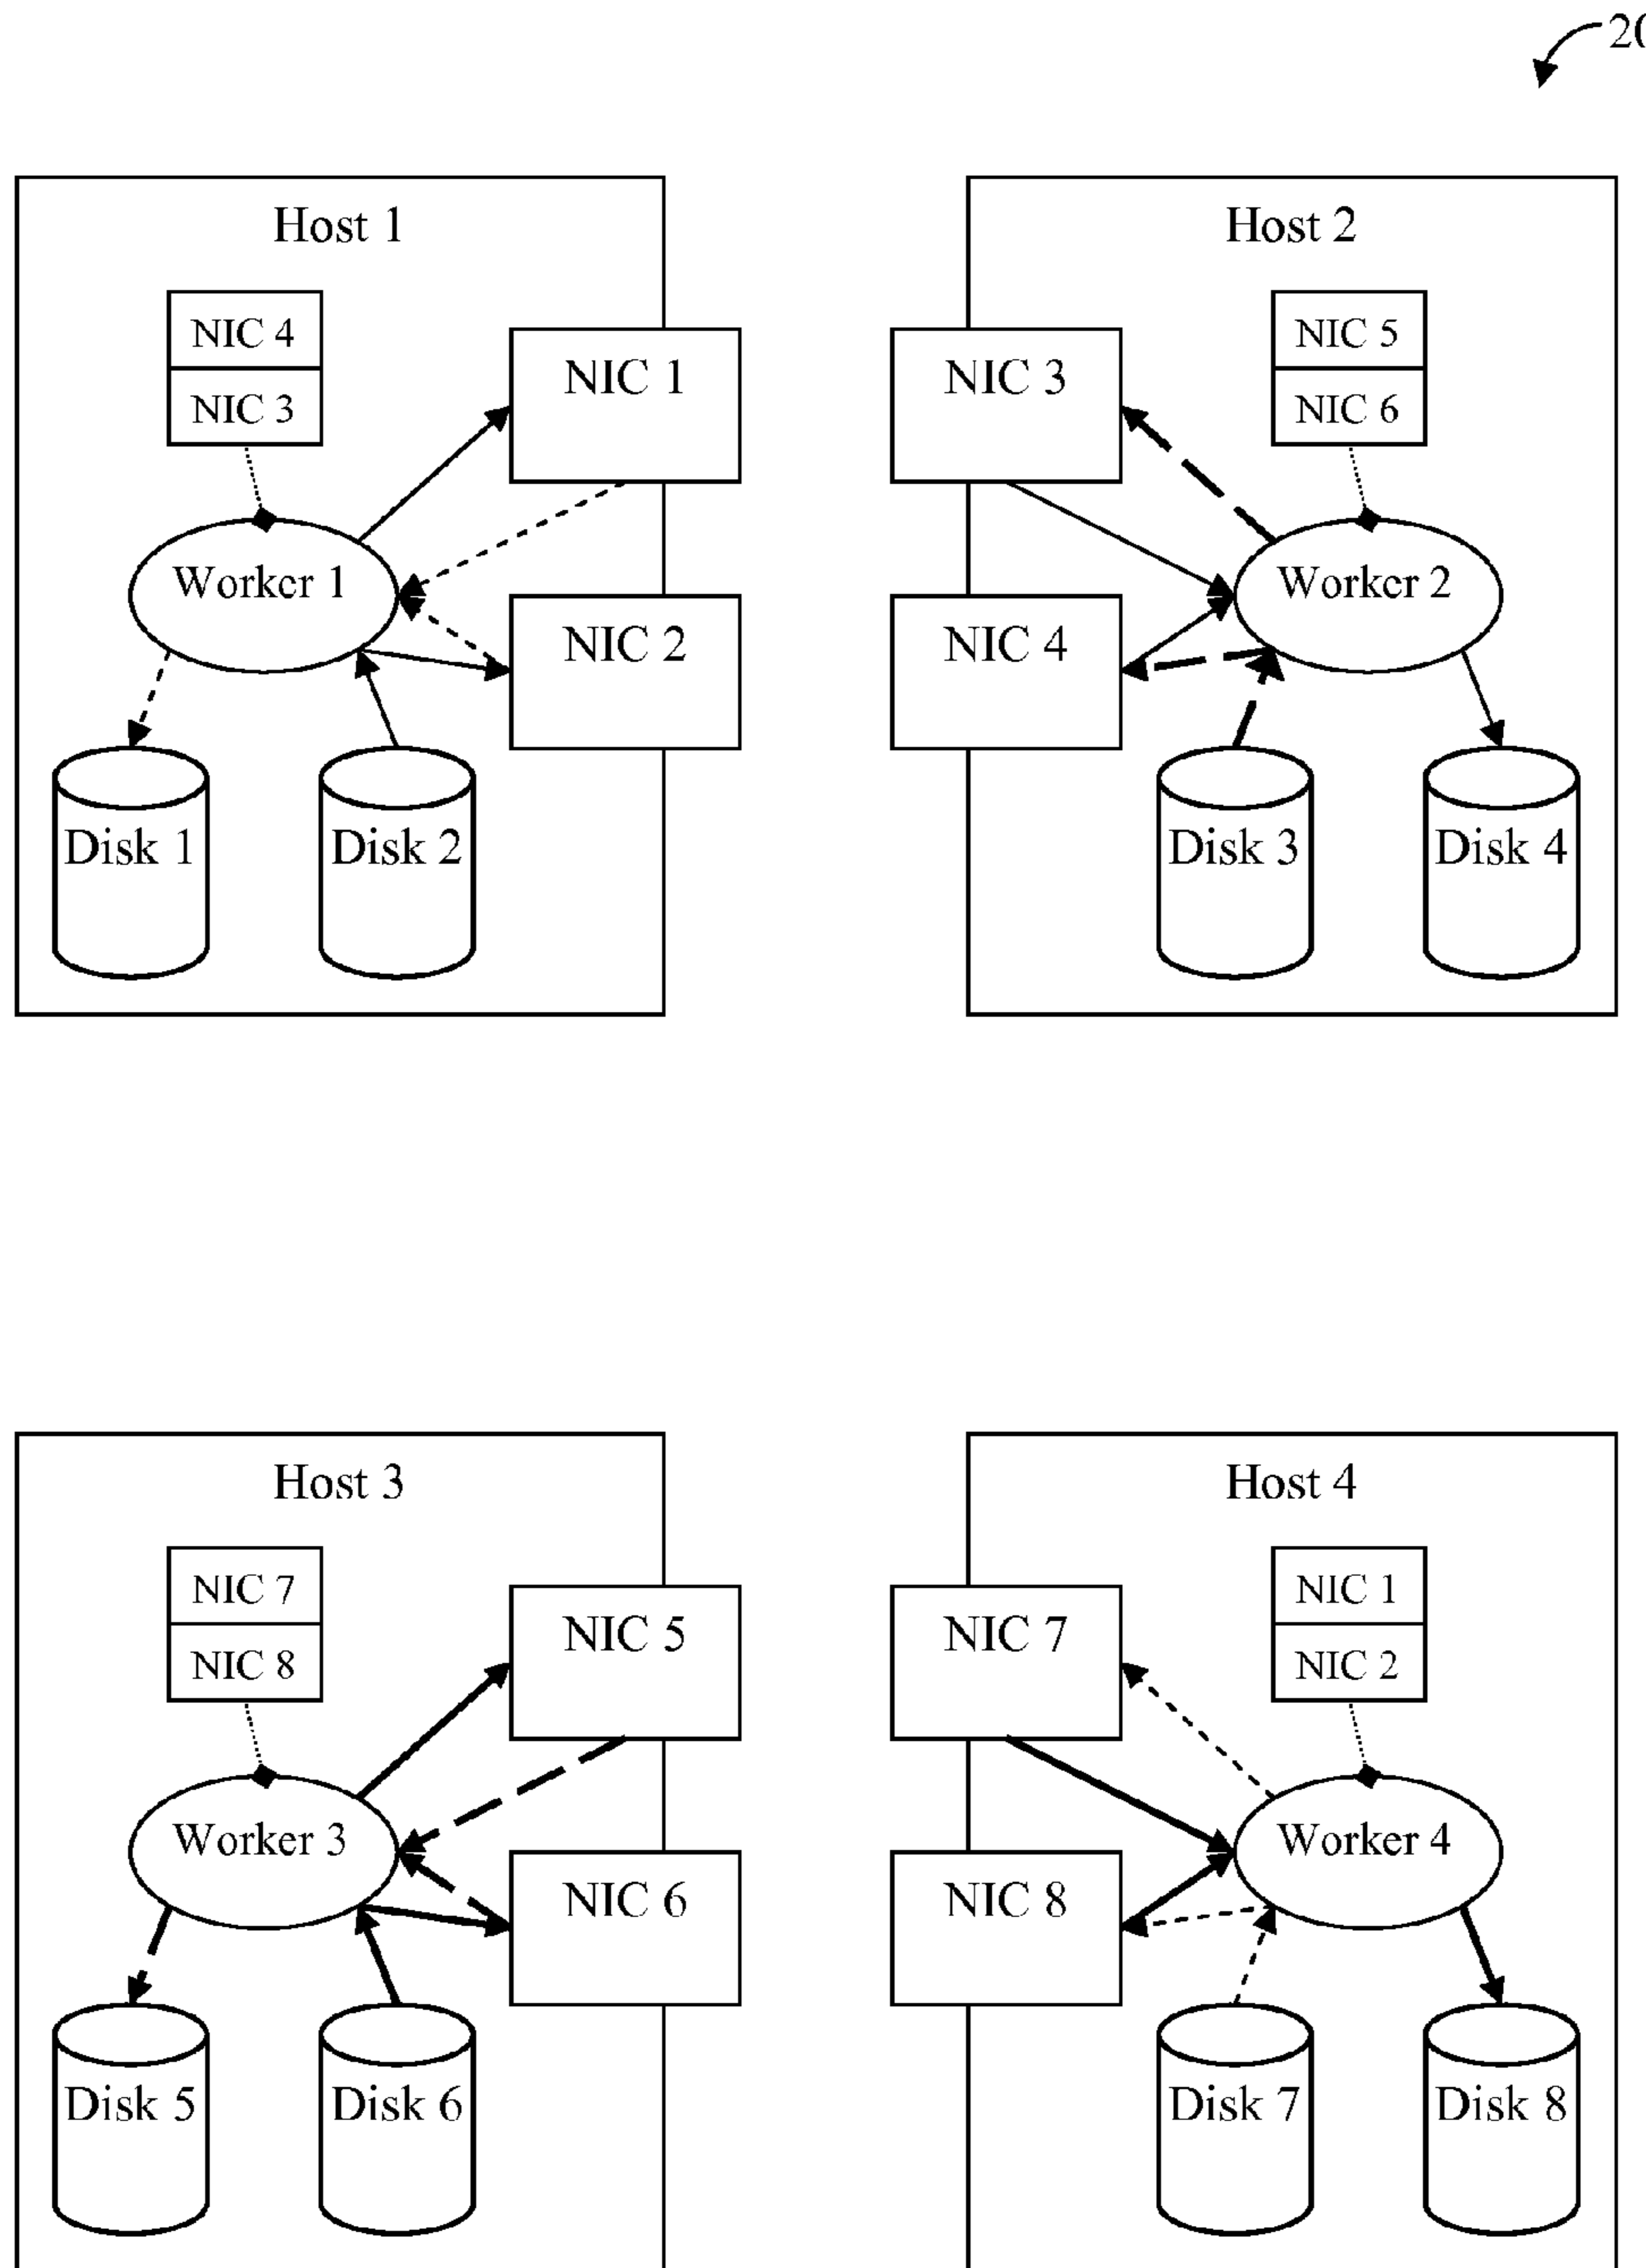 Host 1
NIC 4
NIC 3
NIC 1
Worker 1
NIC 2
Disk 1
Disk 2
Host 2
NIC 5
NIC 6
NIC 3
Worker 2
NIC 4
Disk 3
Disk 4
Host 3
NIC 7
NIC 8
NIC 5
Worker 3
NIC 6
Disk 5
Disk 6
Host 4
NIC 1
NIC 2
NIC 7
Worker 4
NIC 8
Disk 7
Disk 8